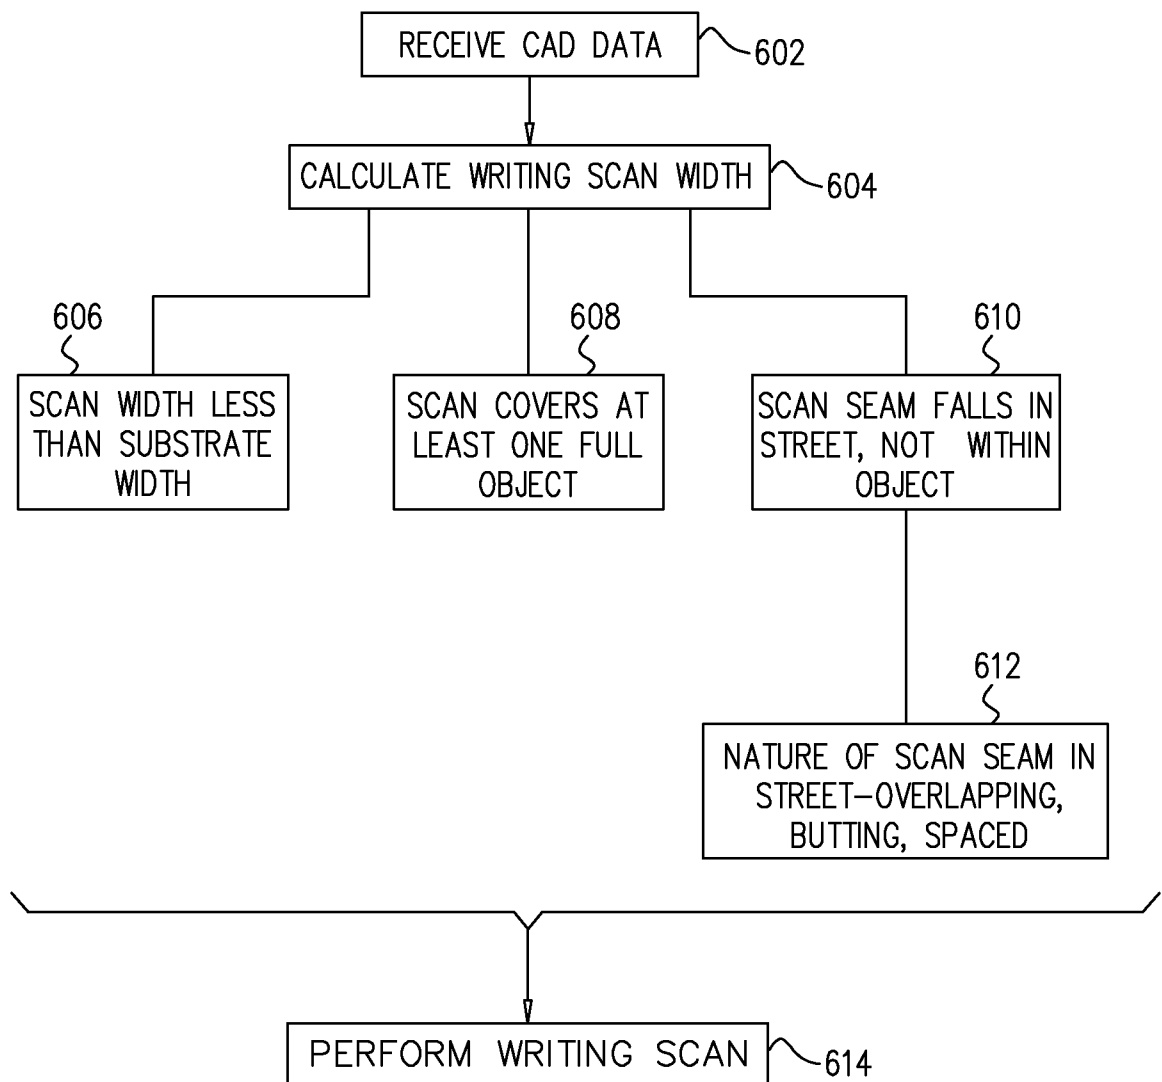 RECEIVE CAD DATA
602
CALCULATE WRITING SCAN WIDTH
604
606
SCAN WIDTH LESS
THAN SUBSTRATE
WIDTH
608
SCAN COVERS AT
LEAST ONE FULL
OBJECT
610
SCAN SEAM FALLS IN
STREET, NOT WITHIN
OBJECT
612
NATURE OF SCAN SEAM IN
STREET-OVERLAPPING,
BUTTING, SPACED
PERFORM WRITING SCAN
614